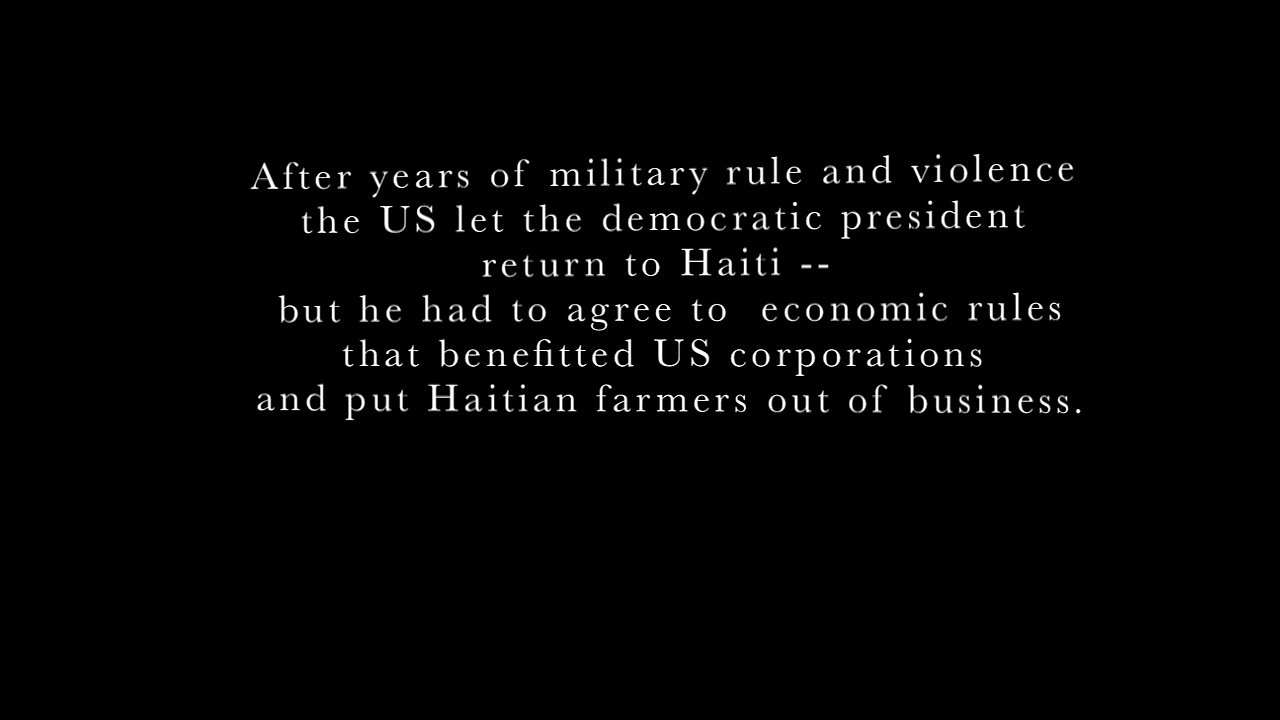 After years of military rule and violence
the US let the democratic president
return to Haiti --
but he had to agree to economic rules
that benefitted US corporations
and put Haitian farmers out of business.